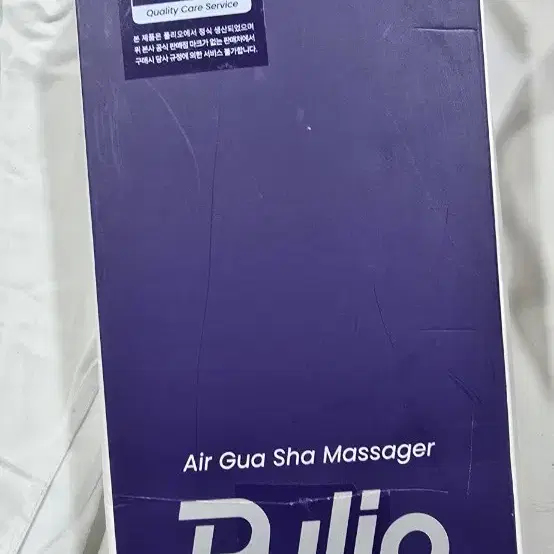 Quality Care Service
본 제품은 풀리오에서 정식 생산되었으며
위 본사 공식 판매점 마크가 없는 판매처에서
구매시 당사 규정에 의한 서비스 불가합니다.
Air Gua Sha Massager
Pulio